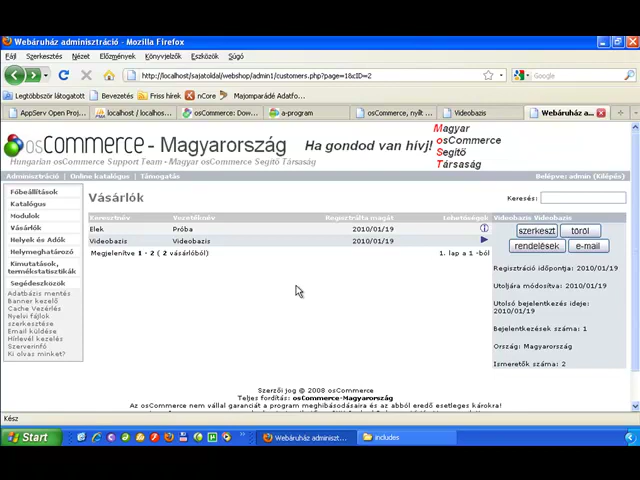 Webáruház adminisztráció - Mozilla Firefox
Fájl Szerkesztés Nézet Előzmények Könyvjelzők Eszközök Súgó
http://localhost/sajatoldal/webshop/admin1/customers.php?page=1&cID=2
Google
Legtöbbször látogatott Bevezetés Friss hírek nCore Majomparádé Adatfo...
AppServ Open Proj... localhost / localhos... osCommerce: Dow... a-program osCommerce, nyílt ... Videobazis Webáruház a...
osCommerce - Magyarország
Hungarian osCommerce Support Team • Magyar osCommerce Segítő Társaság
Ha gondod van hívj!
Magyar
osCommerce
Segítő
Társaság
Adminisztráció | Online katalógus | Támogatás
Belépve: admin (Kilépés)
Főbeállítások
Katalógus
Modulok
Vásárlók
Helyek és Adók
Helymeghatározó
Kimutatások,
termékstatisztikák
Segédeszközök
Adatbázis mentés
Banner kezelő
Cache Vezérlés
Nyelvi fájlok
szerkesztése
Email küldése
Hírlevél kezelés
Szerverinfó
Ki olvas minket?
Vásárlók
Keresés:
Keresztnév Vezetéknév Regisztrálta magát Lehetőségek
Elek Próba 2010/01/19
Videobazis Videobazis 2010/01/19
Megjelenítve 1 - 2 ( 2 vásárlóból)
1. lap a 1 -ból
Videobazis Videobazis
szerkeszt töröl
rendelések e-mail
Regisztráció időpontja: 2010/01/19
Utoljára módosítva: 2010/01/19
Utolsó bejelentkezés ideje:
2010/01/19
Bejelentkezések száma: 1
Ország: Magyarország
Ismeretők száma: 2
Szerzői jog © 2008 osCommerce
Teljes fordítás: osCommerce-Magyarország
Az osCommerce nem vállal garanciát a program meghibásodásaira és az abból eredő esetleges károkra!
Kész
Start
Webáruház adminiszt...
includes